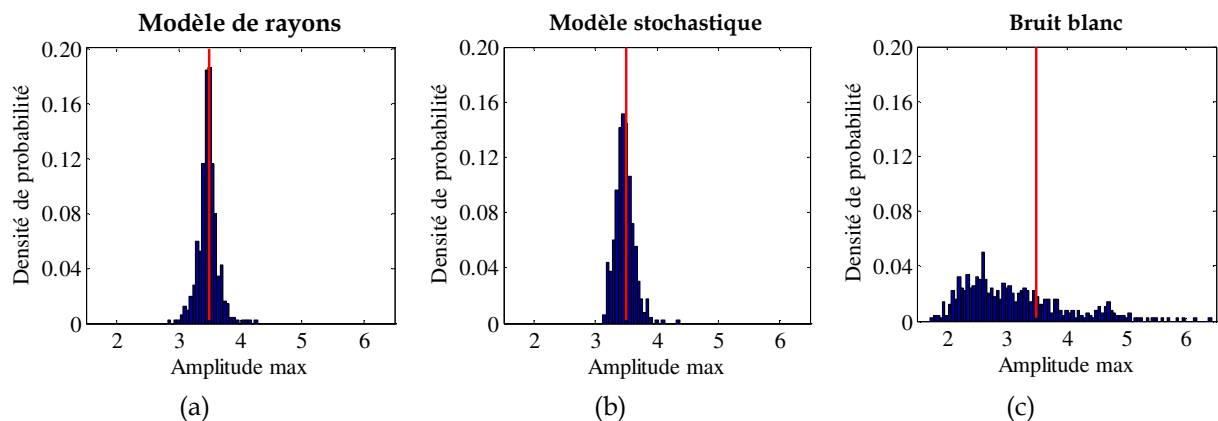 Modèle de rayons
0.20
0.16
0.12
0.08
0.04
0
Densité de probabilité
2 3 4 5 6
Amplitude max
(a)
Modèle stochastique
0.20
0.16
0.12
0.08
0.04
0
Densité de probabilité
2 3 4 5 6
Amplitude max
(b)
Bruit blanc
0.20
0.16
0.12
0.08
0.04
0
Densité de probabilité
2 3 4 5 6
Amplitude max
(c)